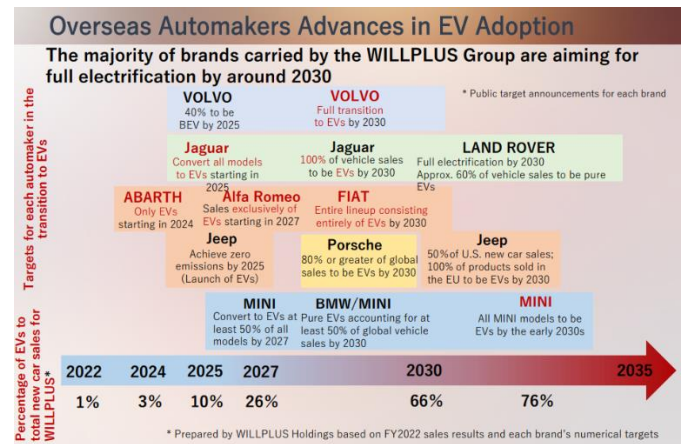 Overseas Automakers Advances in EV Adoption
The majority of brands carried by the WILLPLUS Group are aiming for
full electrification by around 2030
* Public target announcements for each brand
Targets for each automaker in the
transition to EVs
VOLVO
40% to be
BEV by 2025
VOLVO
Full transition
to EVs by 2030
Jaguar
Convert all models
to EVs starting in
2025
Jaguar
100% of vehicle sales
to be EVs by 2030
LAND ROVER
Full electrification by 2030
Approx. 60% of vehicle sales to be pure
EVs
ABARTH
Only EVs
starting in 2024
Alfa Romeo
Sales exclusively of
EVs starting in 2027
FIAT
Entire lineup consisting
entirely of EVs by 2030
Jeep
Achieve zero
emissions by 2025
(Launch of EVs)
Porsche
80% or greater of global
sales to be EVs by 2030
Jeep
50%of U.S. new car sales;
100% of products sold in
the EU to be EVs by 2030
MINI
Convert to EVs at
least 50% of all
models by 2027
BMW/MINI
Pure EVs accounting for at
least 50% of global vehicle
sales by 2030
MINI
All MINI models to be
EVs by the early 2030s
Percentage of EVs to
total new car sales for
WILLPLUS*
2022 2024 2025 2027 2030 2035
1% 3% 10% 26% 66% 76%
* Prepared by WILLPLUS Holdings based on FY2022 sales results and each brand's numerical targets